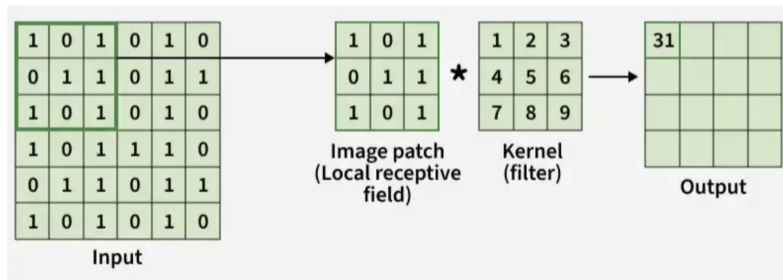 1 0 1 0 1 0
0 1 1 0 1 1
1 0 1 0 1 0
1 0 1 1 1 0
0 1 1 0 1 1
1 0 1 0 1 0
Input
1 0 1
0 1 1
1 0 1
Image patch
(Local receptive
field)
*
1 2 3
4 5 6
7 8 9
Kernel
(filter)
31
Output